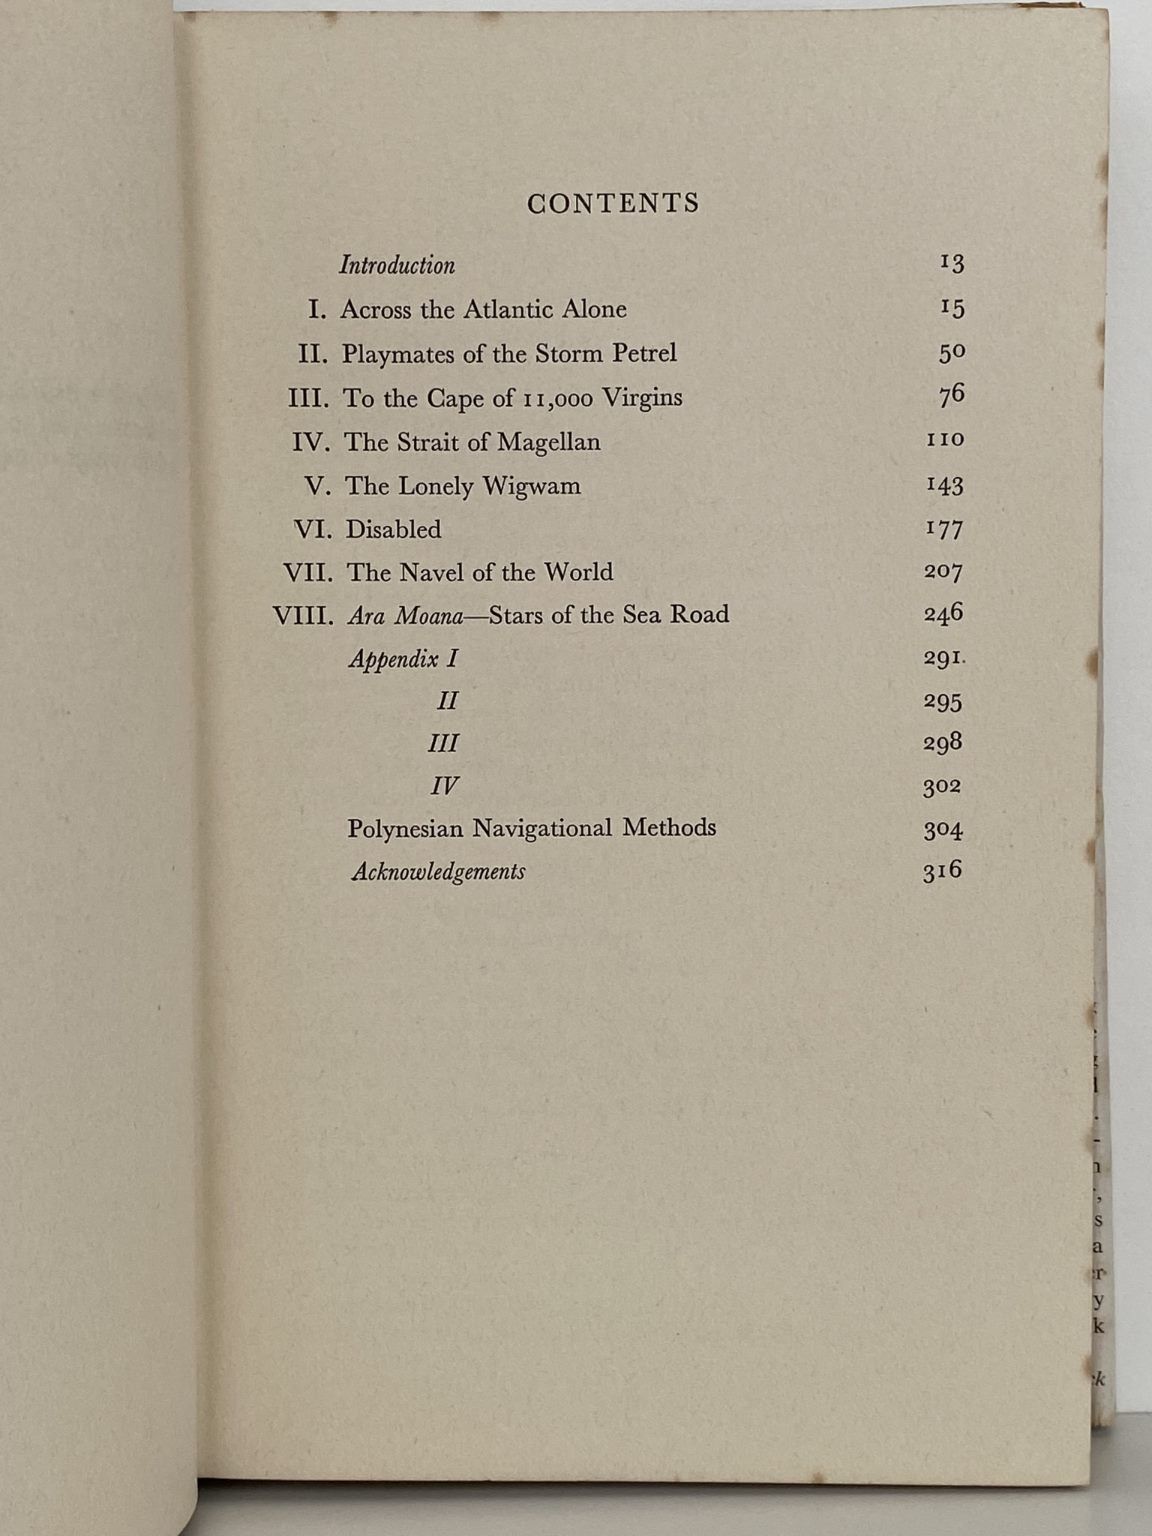 CONTENTS
Introduction 13
I. Across the Atlantic Alone 15
II. Playmates of the Storm Petrel 50
III. To the Cape of 11,000 Virgins 76
IV. The Strait of Magellan 110
V. The Lonely Wigwam 143
VI. Disabled 177
VII. The Navel of the World 207
VIII. Ara Moana—Stars of the Sea Road 246
Appendix I 291
II 295
III 298
IV 302
Polynesian Navigational Methods 304
Acknowledgements 316